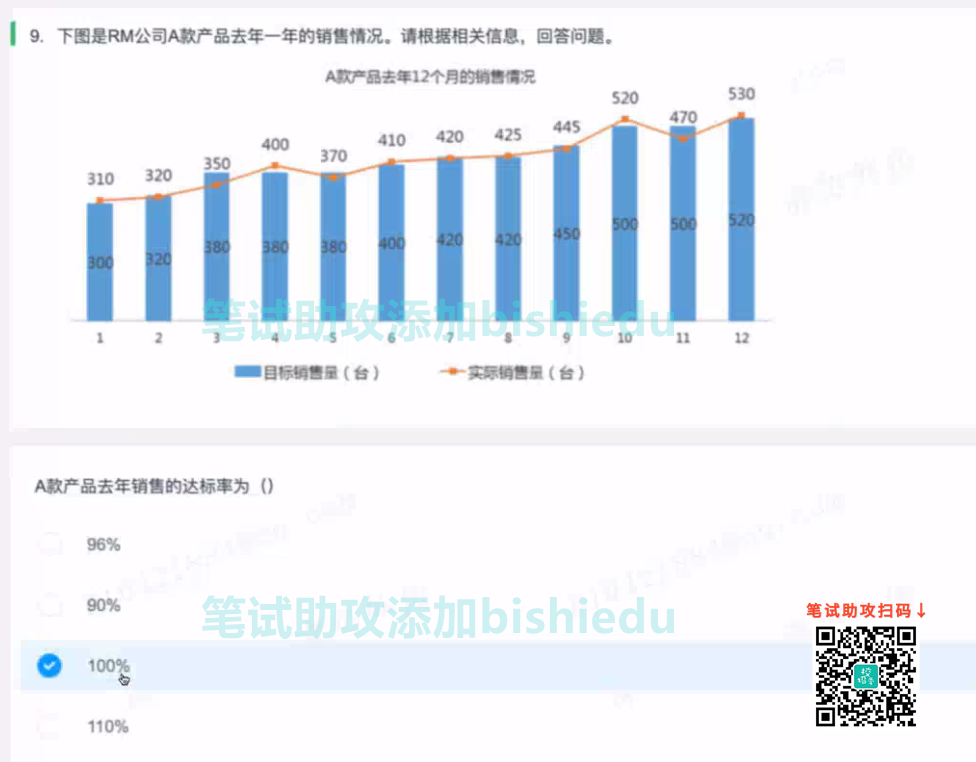 9. 下图是RM公司A款产品去年一年的销售情况。请根据相关信息，回答问题。
A款产品去年12个月的销售情况
310 320 350 400 370 410 420 425 445 520 470 530
300 320 380 380 380 400 420 420 450 500 500 520
笔试助攻添加bishiedu
1 2 3 4 5 6 7 8 9 10 11 12
目标销售量（台） 实际销售量（台）
A款产品去年销售的达标率为（）
96%
90%
笔试助攻添加bishiedu
笔试助攻扫码↓
100%
110%